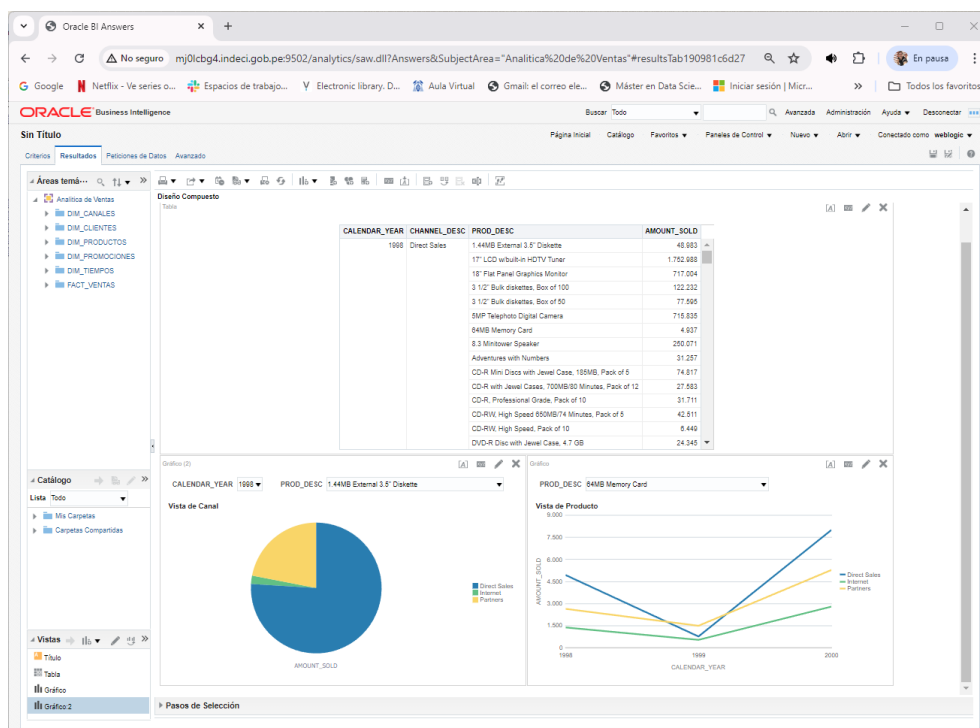 Oracle BI Answers
No seguro mj0lcbg4.indeci.gob.pe:9502/analytics/saw.dll?Answers&SubjectArea="Analitica%20de%20Ventas"#resultsTab190981c6d27 En pausa
Google Netflix - Ve series o... Espacios de trabajo... Electronic library. D... Aula Virtual Gmail: el correo ele... Máster en Data Scie... Iniciar sesión | Micr... » Todos los favoritos
ORACLE Business Intelligence Buscar Todo Avanzada Administración Ayuda Desconectar
Sin Título Página Inicial Catálogo Favoritos Paneles de Control Nuevo Abrir Conectado como weblogic
Criterios Resultados Peticiones de Datos Avanzado
Áreas temá...
Analitica de Ventas
DIM_CANALES
DIM_CLIENTES
DIM_PRODUCTOS
DIM_PROMOCIONES
DIM_TIEMPOS
FACT_VENTAS
Catálogo
Lista Todo
Mis Carpetas
Carpetas Compartidas
Vistas
Título
Tabla
Gráfico
Gráfico:2
Diseño Compuesto
Table
CALENDAR_YEAR CHANNEL_DESC PROD_DESC AMOUNT_SOLD
1998 Direct Sales 1.44MB External 3.5" Diskette 48.983
17" LCD w/built-in HDTV Tuner 1.752.988
18" Flat Panel Graphics Monitor 717.004
3 1/2" Bulk diskettes, Box of 100 122.232
3 1/2" Bulk diskettes, Box of 50 77.595
5MP Telephoto Digital Camera 715.835
64MB Memory Card 4.937
8.3 Minitower Speaker 260.071
Adventures with Numbers 31.257
CD-R Mini Discs with Jewel Case, 185MB, Pack of 5 74.817
CD-R with Jewel Cases, 700MB/80 Minutes, Pack of 12 27.583
CD-R, Professional Grade, Pack of 10 31.711
CD-RW, High Speed 650MB/74 Minutes, Pack of 5 42.511
CD-RW, High Speed, Pack of 10 6.449
DVD-R Disc with Jewel Case, 4.7 GB 24.345
Gráfico (2)
CALENDAR_YEAR 1998 PROD_DESC 1.44MB External 3.5" Diskette
Vista de Canal
Direct Sales
Internet
Partners
AMOUNT_SOLD
Gráfico
PROD_DESC 64MB Memory Card
Vista de Producto
AMOUNT_SOLD
9.000
7.500
6.000
4.500
3.000
1.500
0
1998 1999 2000
CALENDAR_YEAR
Direct Sales
Internet
Partners
Pasos de Selección